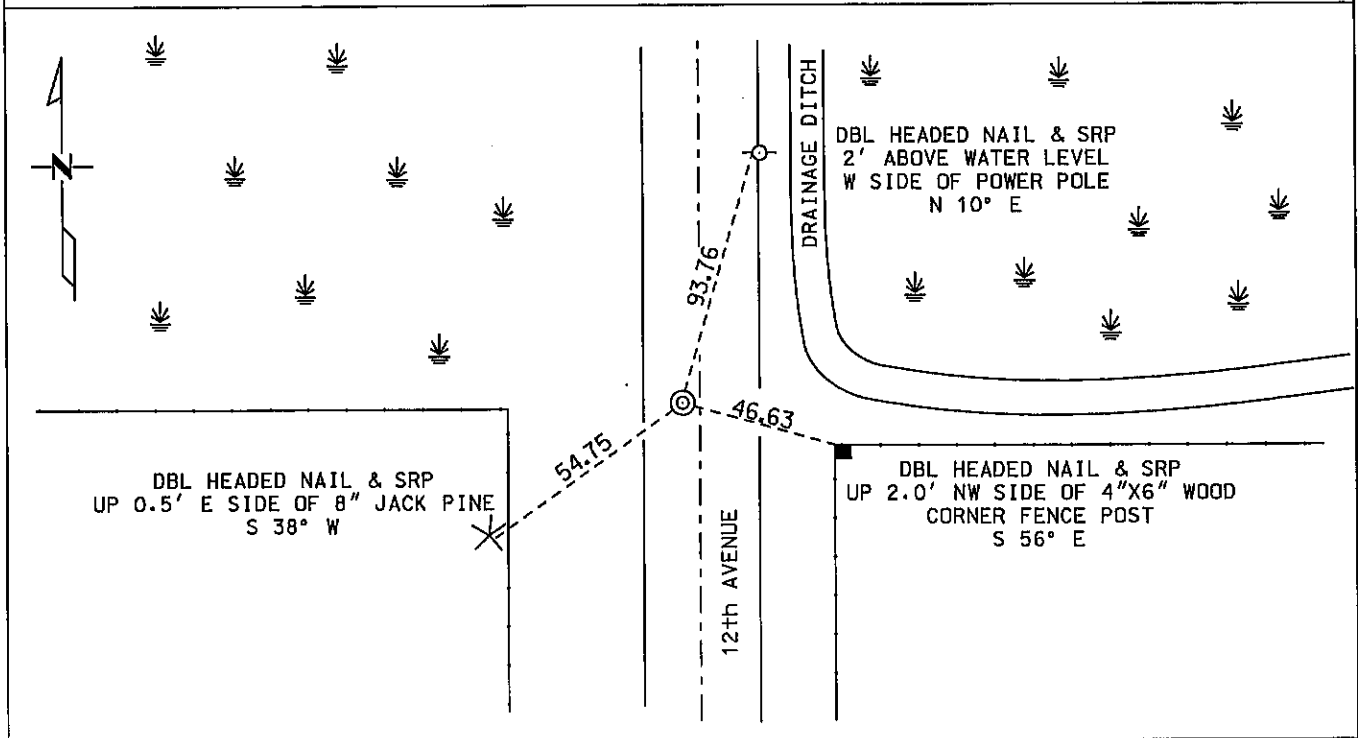 N
DRAINAGE DITCH
DBL HEADED NAIL & SRP
2' ABOVE WATER LEVEL
W SIDE OF POWER POLE
N 10° E
93.76
46.63
54.75
DBL HEADED NAIL & SRP
UP 0.5' E SIDE OF 8" JACK PINE
S 38° W
DBL HEADED NAIL & SRP
UP 2.0' NW SIDE OF 4"X6" WOOD
CORNER FENCE POST
S 56° E
12th AVENUE